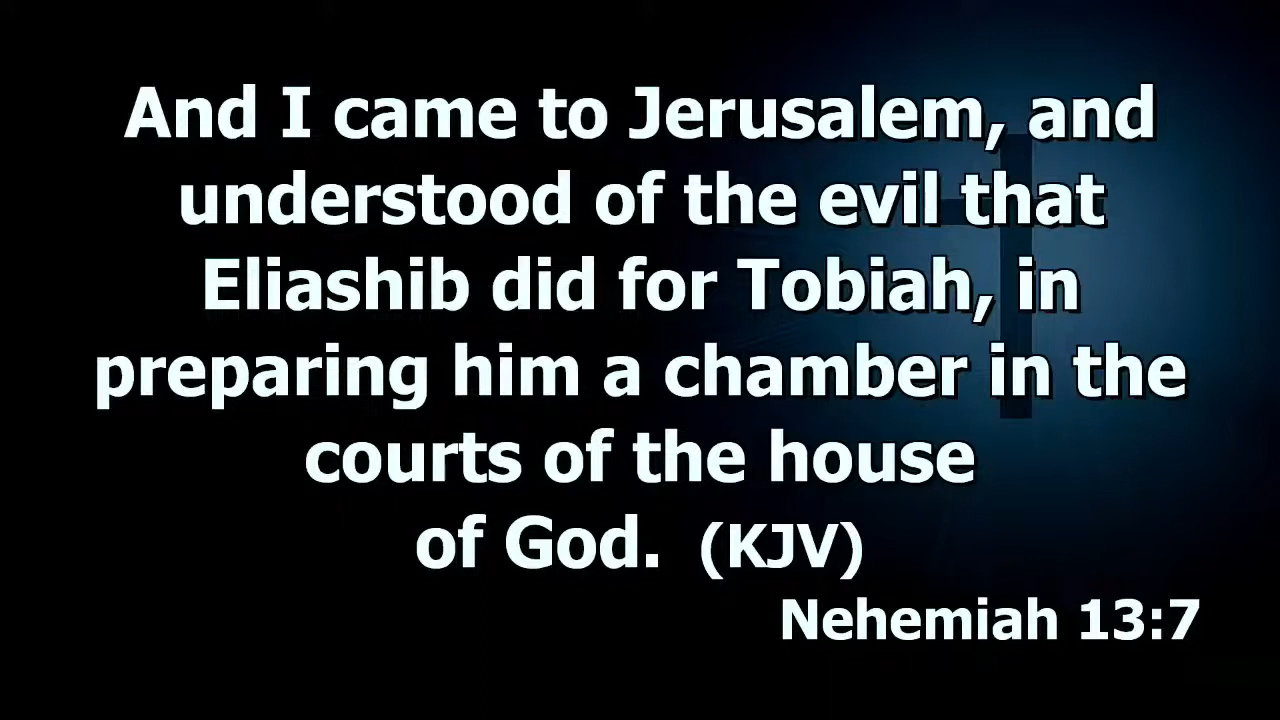 And I came to Jerusalem, and
understood of the evil that
Eliashib did for Tobiah, in
preparing him a chamber in the
courts of the house
of God. (KJV)
Nehemiah 13:7